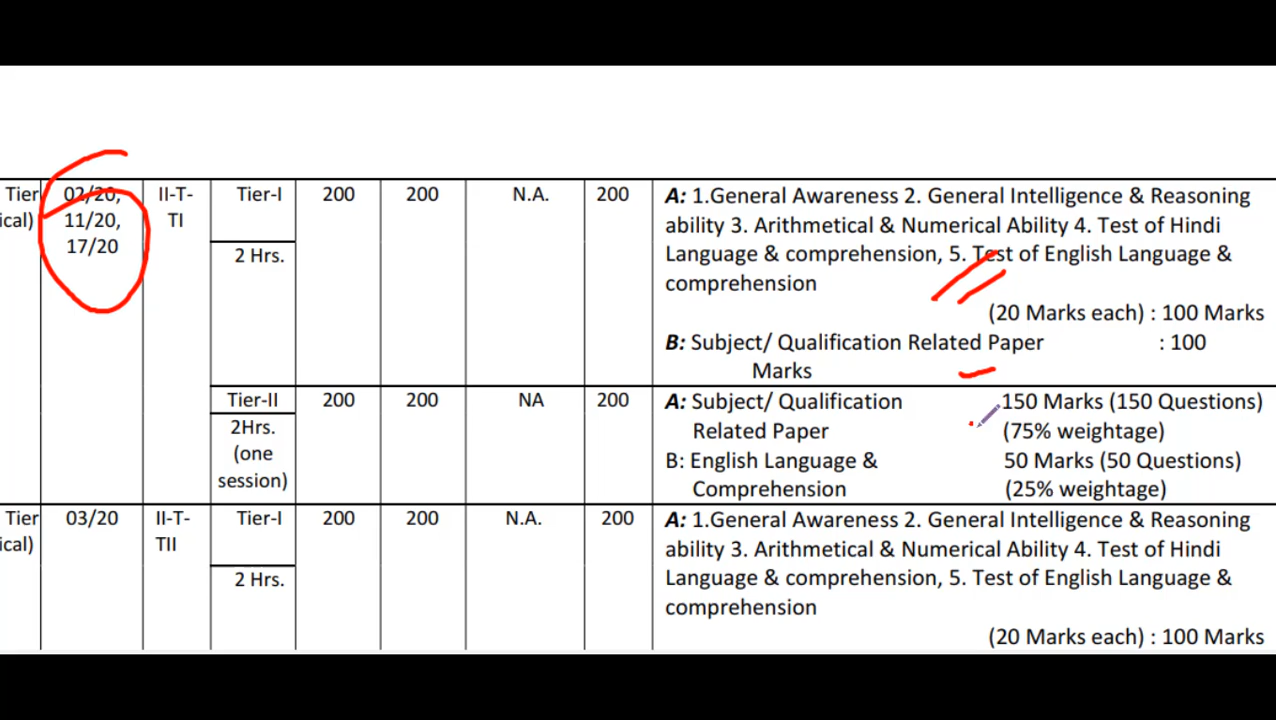 Tier 02/20, II-T- Tier-I 200 200 N.A. 200 A: 1.General Awareness 2. General Intelligence & Reasoning
ical) 11/20, TI ability 3. Arithmetical & Numerical Ability 4. Test of Hindi
17/20 2 Hrs. Language & comprehension, 5. Test of English Language &
comprehension
(20 Marks each) : 100 Marks
B: Subject/ Qualification Related Paper : 100
Marks
Tier-II 200 200 NA 200 A: Subject/ Qualification 150 Marks (150 Questions)
2Hrs. Related Paper (75% weightage)
(one B: English Language & 50 Marks (50 Questions)
session) Comprehension (25% weightage)
Tier 03/20 II-T- Tier-I 200 200 N.A. 200 A: 1.General Awareness 2. General Intelligence & Reasoning
ical) TII ability 3. Arithmetical & Numerical Ability 4. Test of Hindi
2 Hrs. Language & comprehension, 5. Test of English Language &
comprehension
(20 Marks each) : 100 Marks